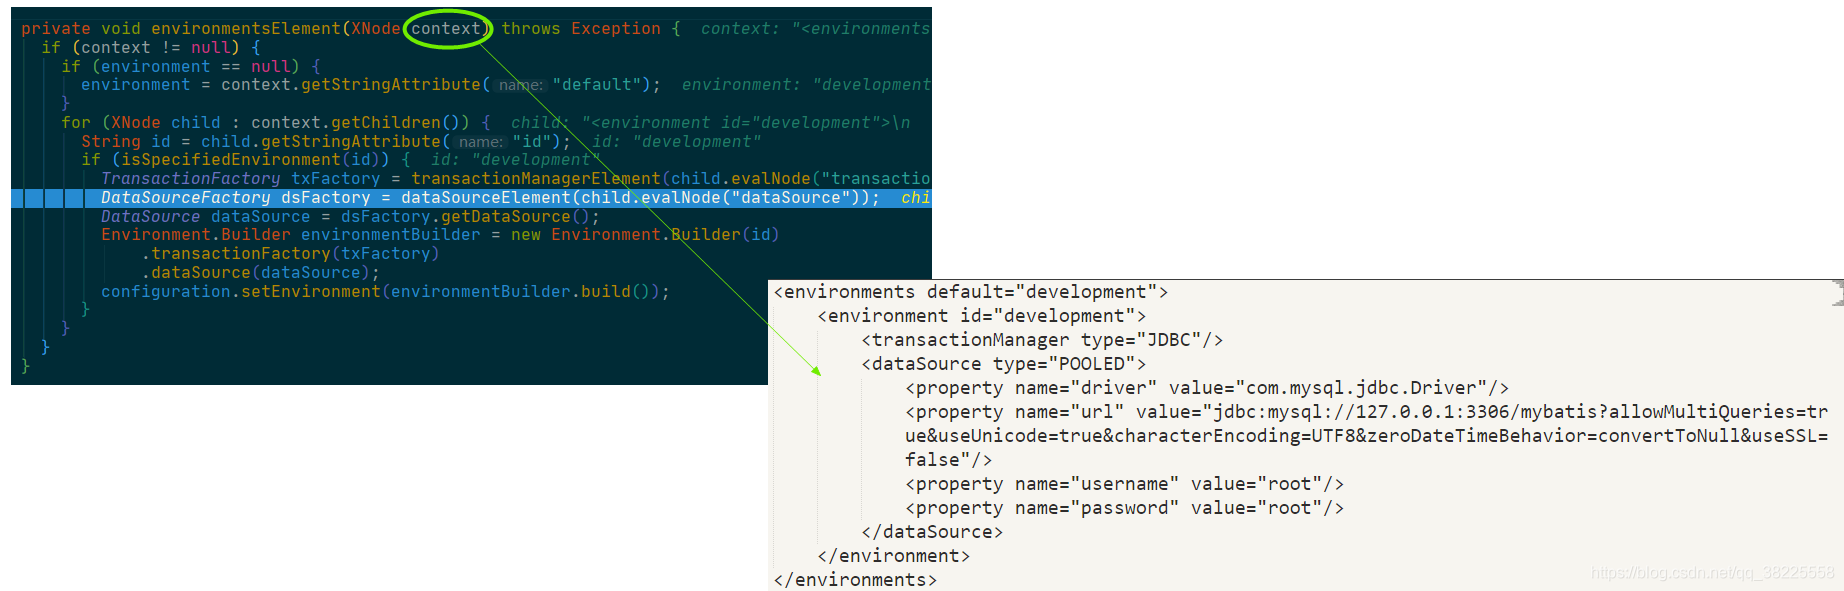 private void environmentsElement(XNode context) throws Exception {  context: "<environments
if (context != null) {
if (environment == null) {
environment = context.getStringAttribute( name: "default");  environment: "development
}
for (XNode child : context.getChildren()) {  child: "<environment id="development">\n
String id = child.getStringAttribute( name: "id");  id: "development"
if (isSpecifiedEnvironment(id)) {  id: "development"
TransactionFactory txFactory = transactionManagerElement(child.evalNode("transactio
DataSourceFactory dsFactory = dataSourceElement(child.evalNode("dataSource"));  chi
DataSource dataSource = dsFactory.getDataSource();
Environment.Builder environmentBuilder = new Environment.Builder(id)
.transactionFactory(txFactory)
.dataSource(dataSource);
configuration.setEnvironment(environmentBuilder.build());
}
}
}
}
<environments default="development">
<environment id="development">
<transactionManager type="JDBC"/>
<dataSource type="POOLED">
<property name="driver" value="com.mysql.jdbc.Driver"/>
<property name="url" value="jdbc:mysql://127.0.0.1:3306/mybatis?allowMultiQueries=tr
ue&useUnicode=true&characterEncoding=UTF8&zeroDateTimeBehavior=convertToNull&useSSL=
false"/>
<property name="username" value="root"/>
<property name="password" value="root"/>
</dataSource>
</environment>
</environments>
https://blog.csdn.net/qq_38225558